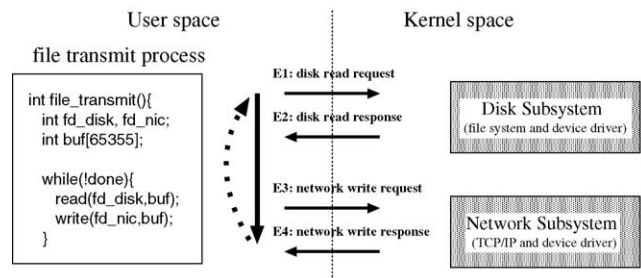 User space
Kernel space
file transmit process
int file_transmit(){
int fd_disk, fd_nic;
int buf[65355];
while(!done){
read(fd_disk,buf);
write(fd_nic,buf);
}
E1: disk read request
E2: disk read response
E3: network write request
E4: network write response
Disk Subsystem
(file system and device driver)
Network Subsystem
(TCP/IP and device driver)